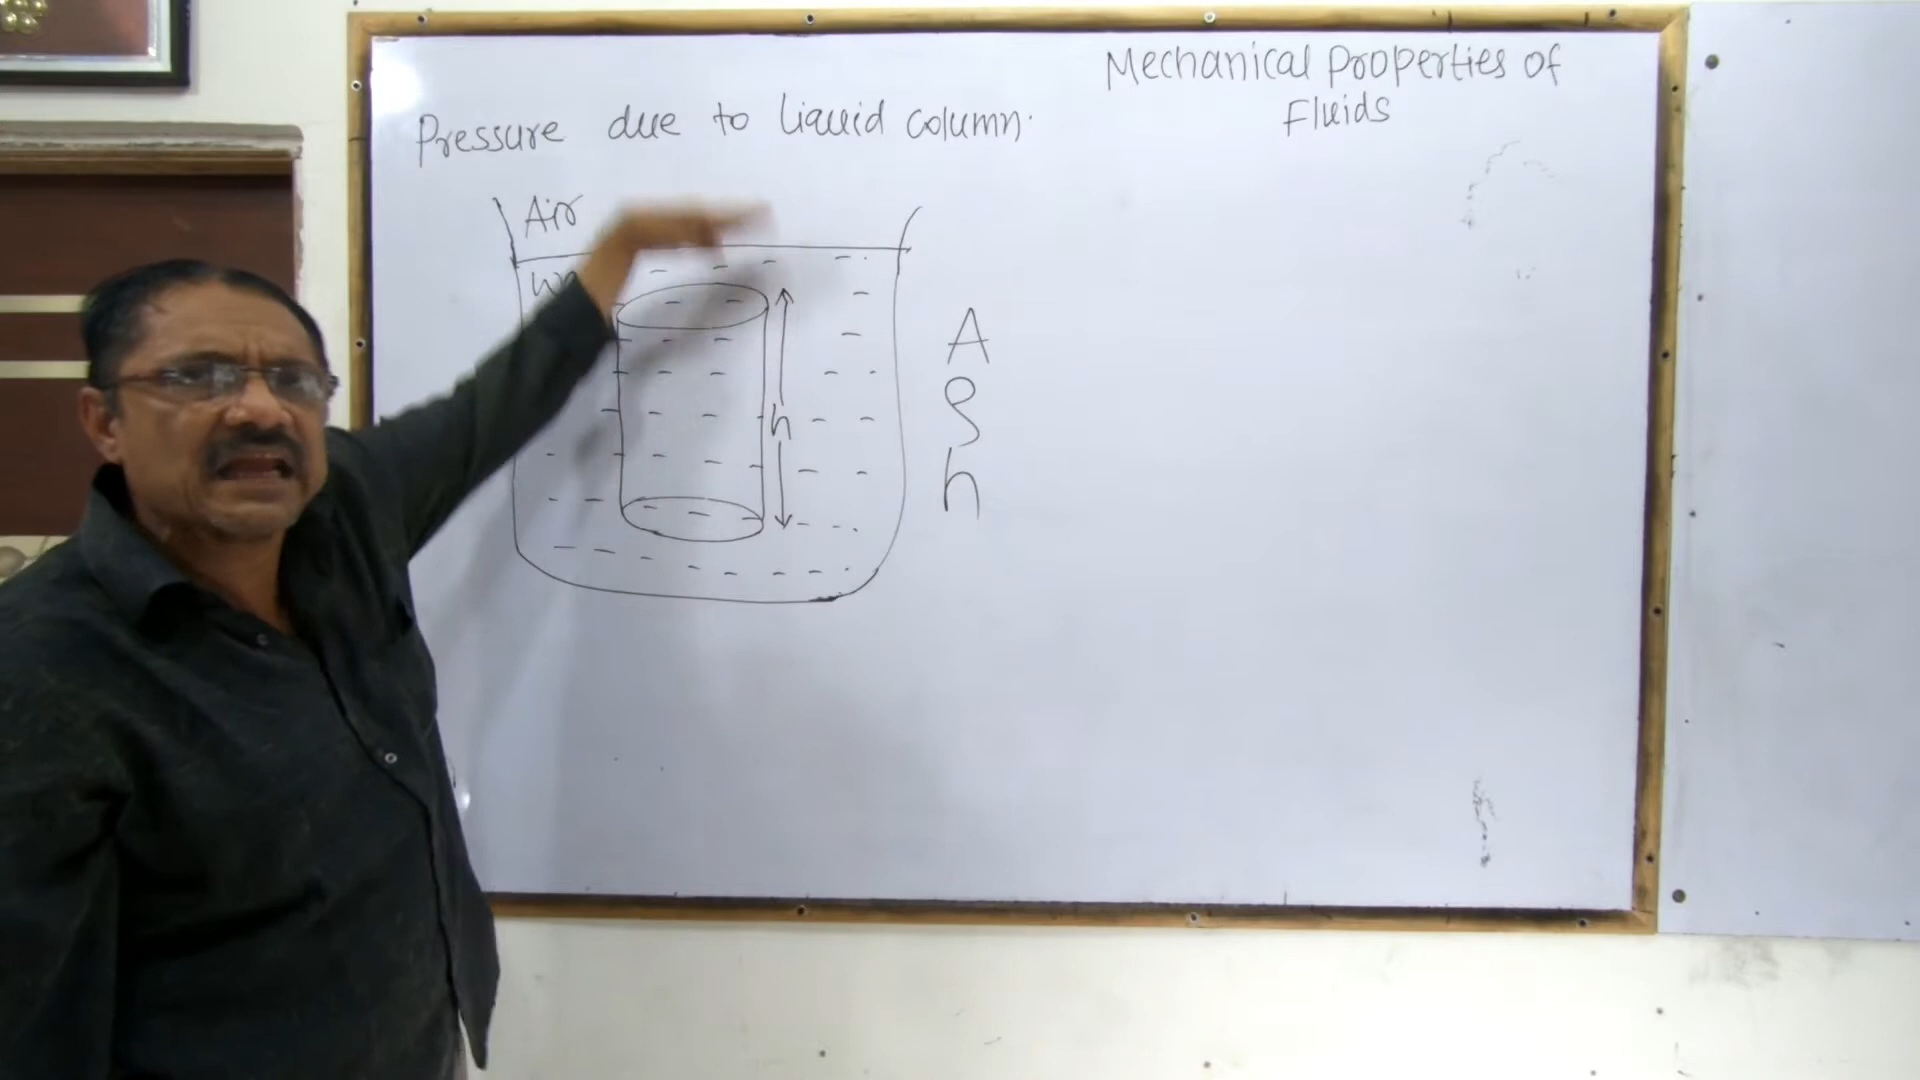 Mechanical Properties of
Fluids
Pressure due to liquid column.
Air
h
A
ρ
h